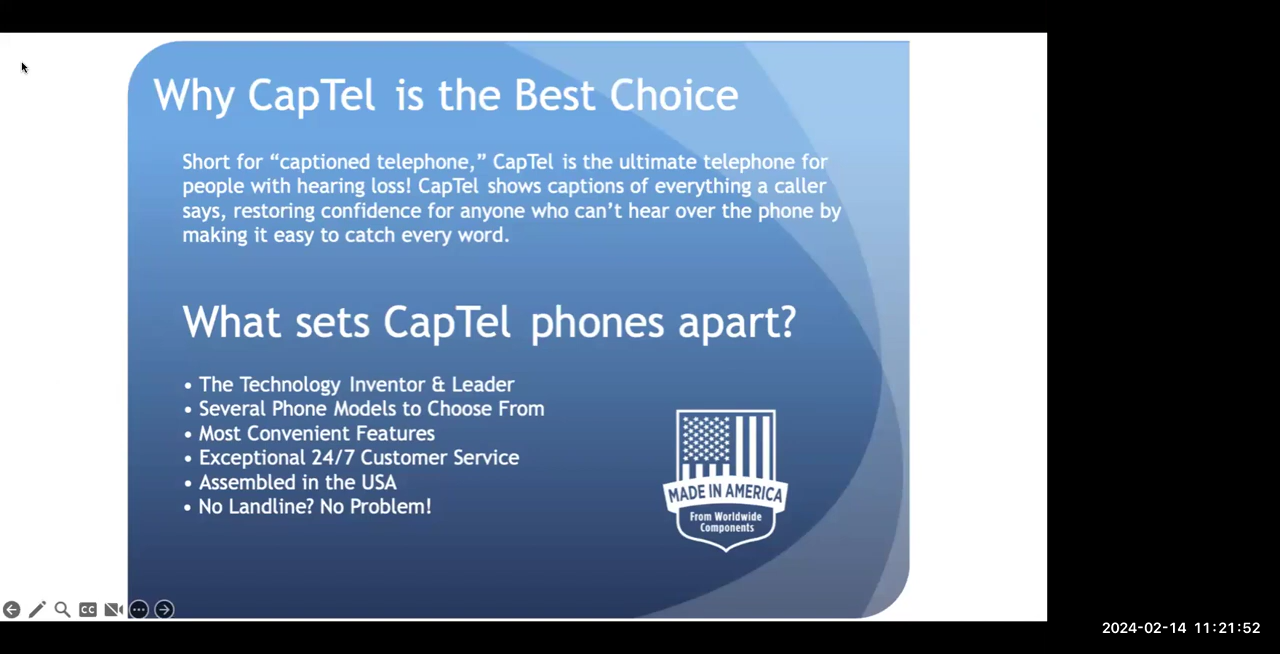 Why CapTel is the Best Choice
Short for “captioned telephone,” CapTel is the ultimate telephone for
people with hearing loss! CapTel shows captions of everything a caller
says, restoring confidence for anyone who can’t hear over the phone by
making it easy to catch every word.
What sets CapTel phones apart?
• The Technology Inventor & Leader
• Several Phone Models to Choose From
• Most Convenient Features
• Exceptional 24/7 Customer Service
• Assembled in the USA
• No Landline? No Problem!
MADE IN AMERICA
From Worldwide
Components
CC
2024-02-14 11:21:52